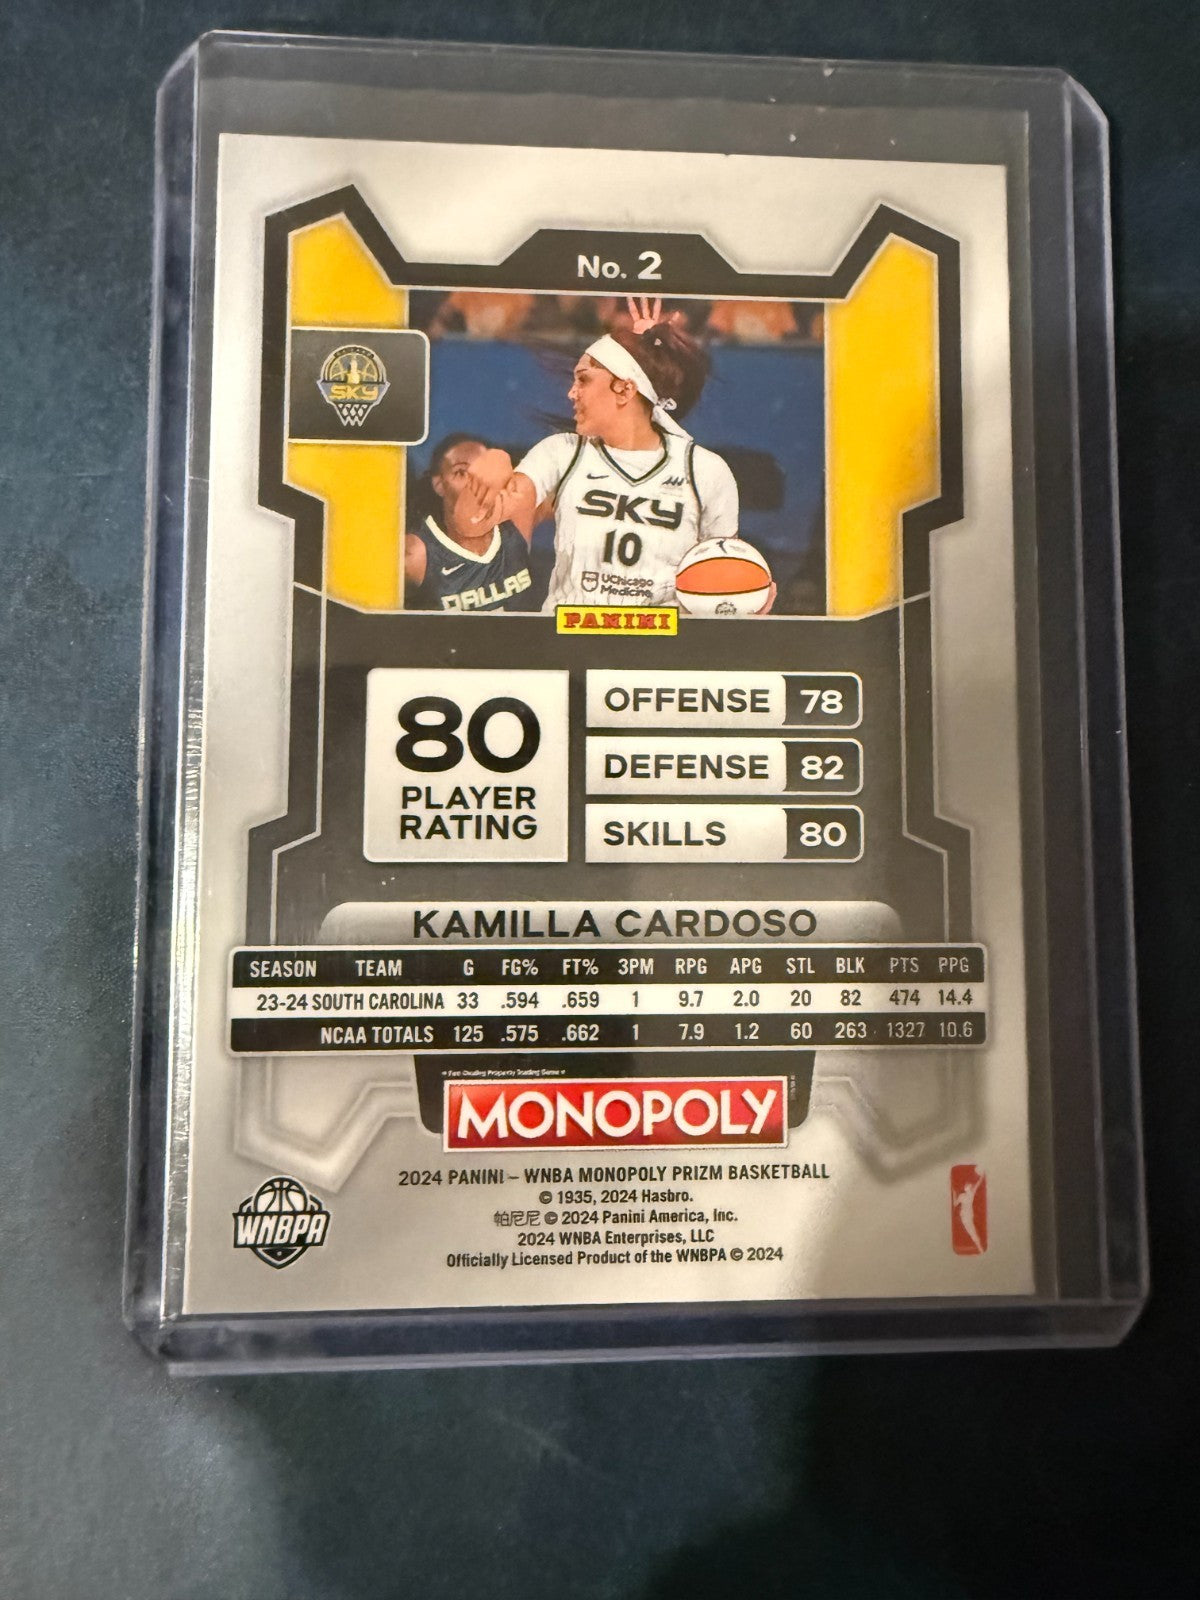 No. 2
SKY
SKY
10
UChicago
Medicine
DALLAS
PANINI
80
PLAYER
RATING
OFFENSE 78
DEFENSE 82
SKILLS 80
KAMILLA CARDOSO
SEASON TEAM G FG% FT% 3PM RPG APG STL BLK PTS PPG
23-24 SOUTH CAROLINA 33 .594 .659 1 9.7 2.0 20 82 474 14.4
NCAA TOTALS 125 .575 .662 1 7.9 1.2 60 263 1327 10.6
MONOPOLY
2024 PANINI – WNBA MONOPOLY PRIZM BASKETBALL
© 1935, 2024 Hasbro.
帕尼尼 © 2024 Panini America, Inc.
2024 WNBA Enterprises, LLC
Officially Licensed Product of the WNBPA © 2024
WNBPA